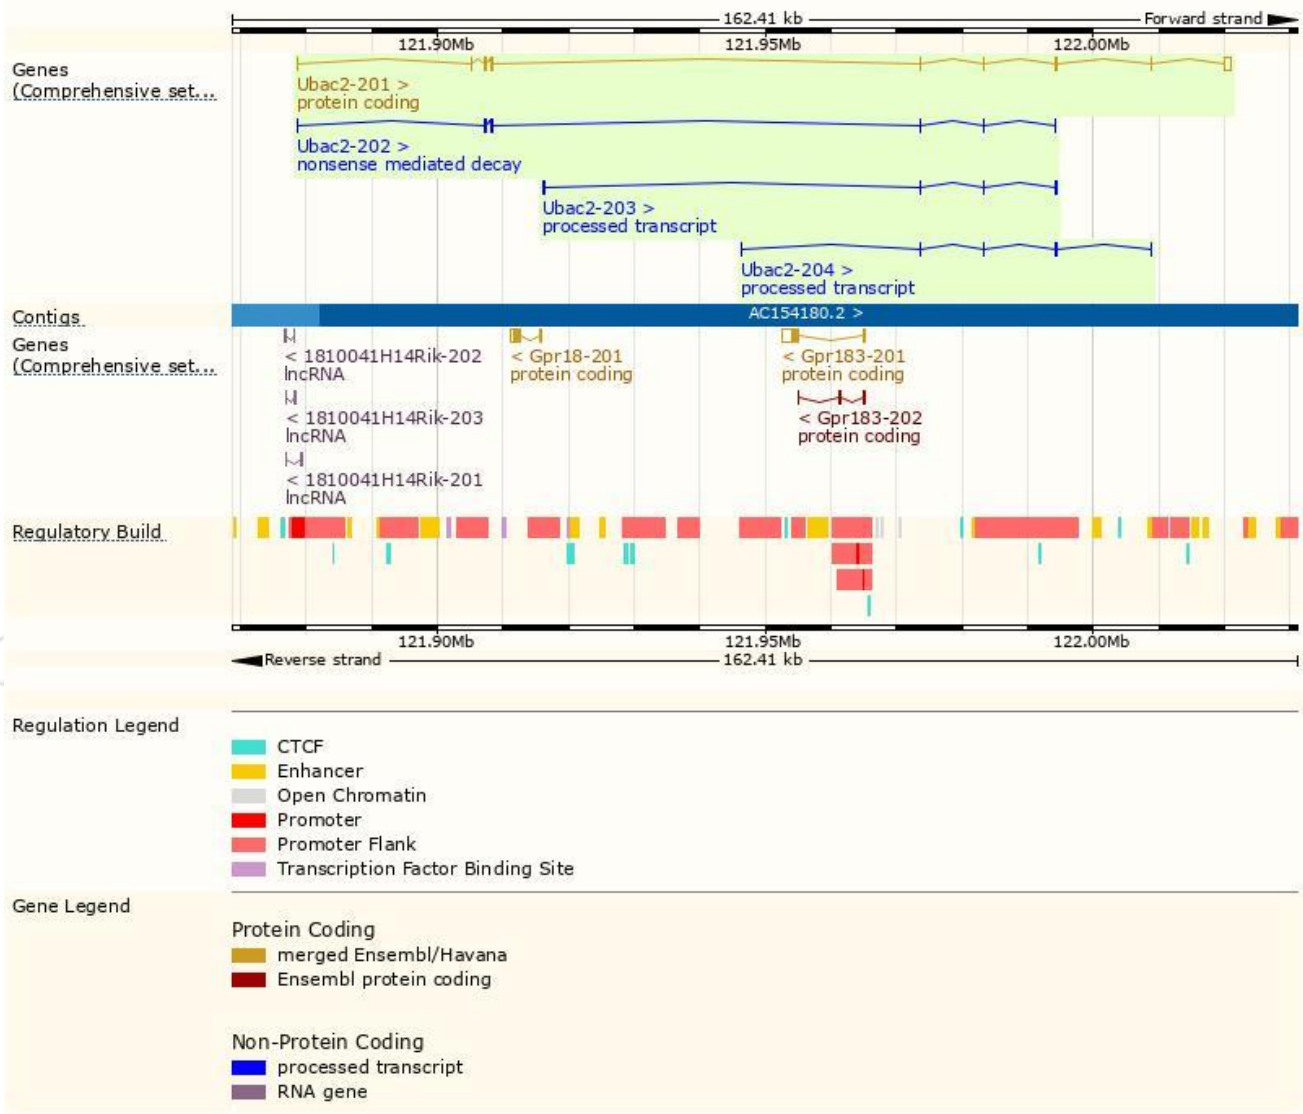 162.41 kb Forward strand
121.90Mb 121.95Mb 122.00Mb
Genes
(Comprehensive set...
Ubac2-201 >
protein coding
Ubac2-202 >
nonsense mediated decay
Ubac2-203 >
processed transcript
Ubac2-204 >
processed transcript
Contigs AC154180.2 >
Genes
(Comprehensive set...
< 1810041H14Rik-202 < Gpr18-201 < Gpr183-201
lncRNA protein coding protein coding
< 1810041H14Rik-203 < Gpr183-202
lncRNA protein coding
< 1810041H14Rik-201
lncRNA
Regulatory Build
121.90Mb 121.95Mb 122.00Mb
Reverse strand 162.41 kb
Regulation Legend
CTCF
Enhancer
Open Chromatin
Promoter
Promoter Flank
Transcription Factor Binding Site
Gene Legend
Protein Coding
merged Ensembl/Havana
Ensembl protein coding
Non-Protein Coding
processed transcript
RNA gene